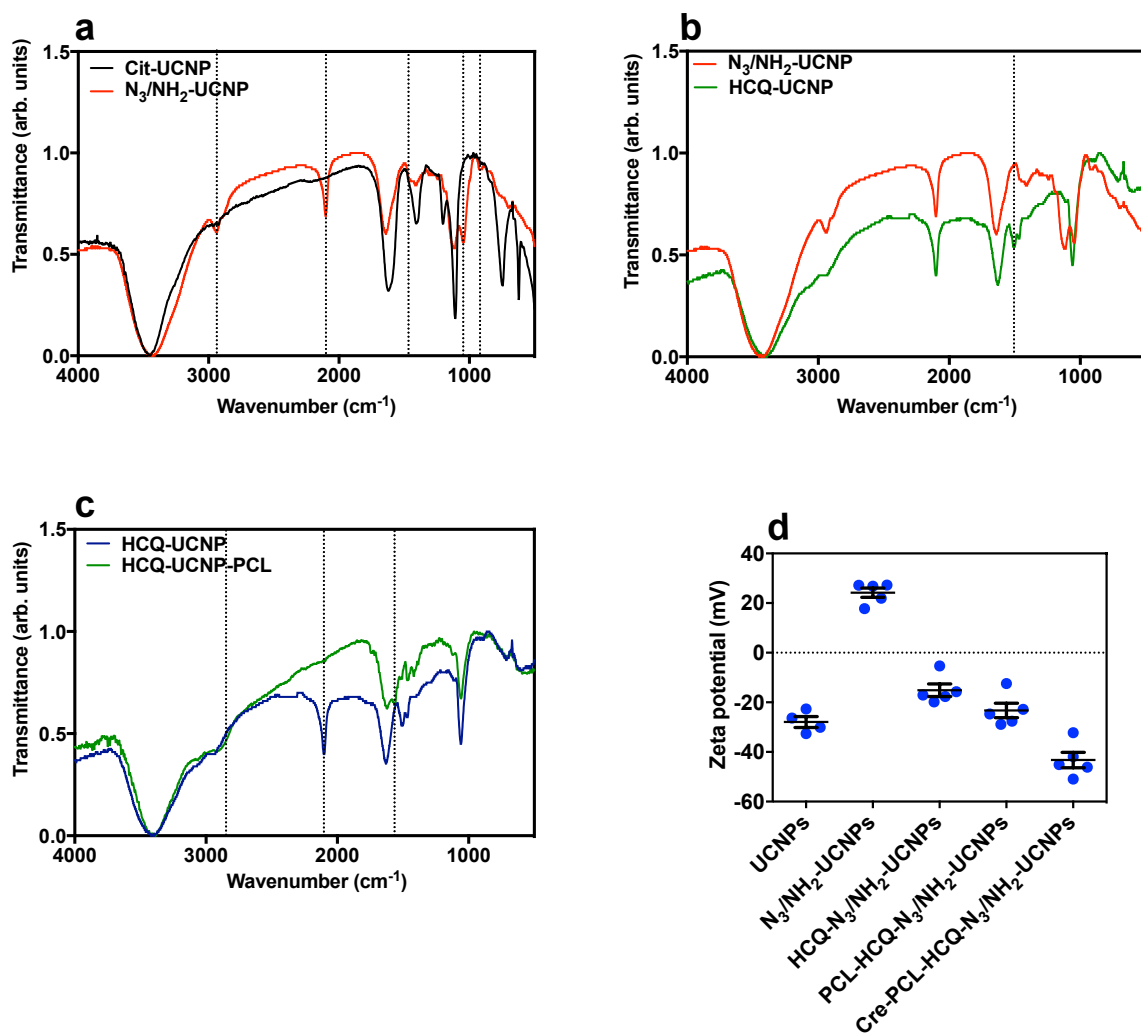 a
1.5
1.0
0.5
0.0
Transmittance (arb. units)
Cit-UCNP
N₃/NH₂-UCNP
4000 3000 2000 1000
Wavenumber (cm⁻¹)
b
1.5
1.0
0.5
0.0
Transmittance (arb. units)
N₃/NH₂-UCNP
HCQ-UCNP
4000 3000 2000 1000
Wavenumber (cm⁻¹)
c
1.5
1.0
0.5
0.0
Transmittance (arb. units)
HCQ-UCNP
HCQ-UCNP-PCL
4000 3000 2000 1000
Wavenumber (cm⁻¹)
d
40
20
0
-20
-40
-60
Zeta potential (mV)
UCNPs
N₃/NH₂-UCNPs
HCQ-N₃/NH₂-UCNPs
PCL-HCQ-N₃/NH₂-UCNPs
Cre-PCL-HCQ-N₃/NH₂-UCNPs